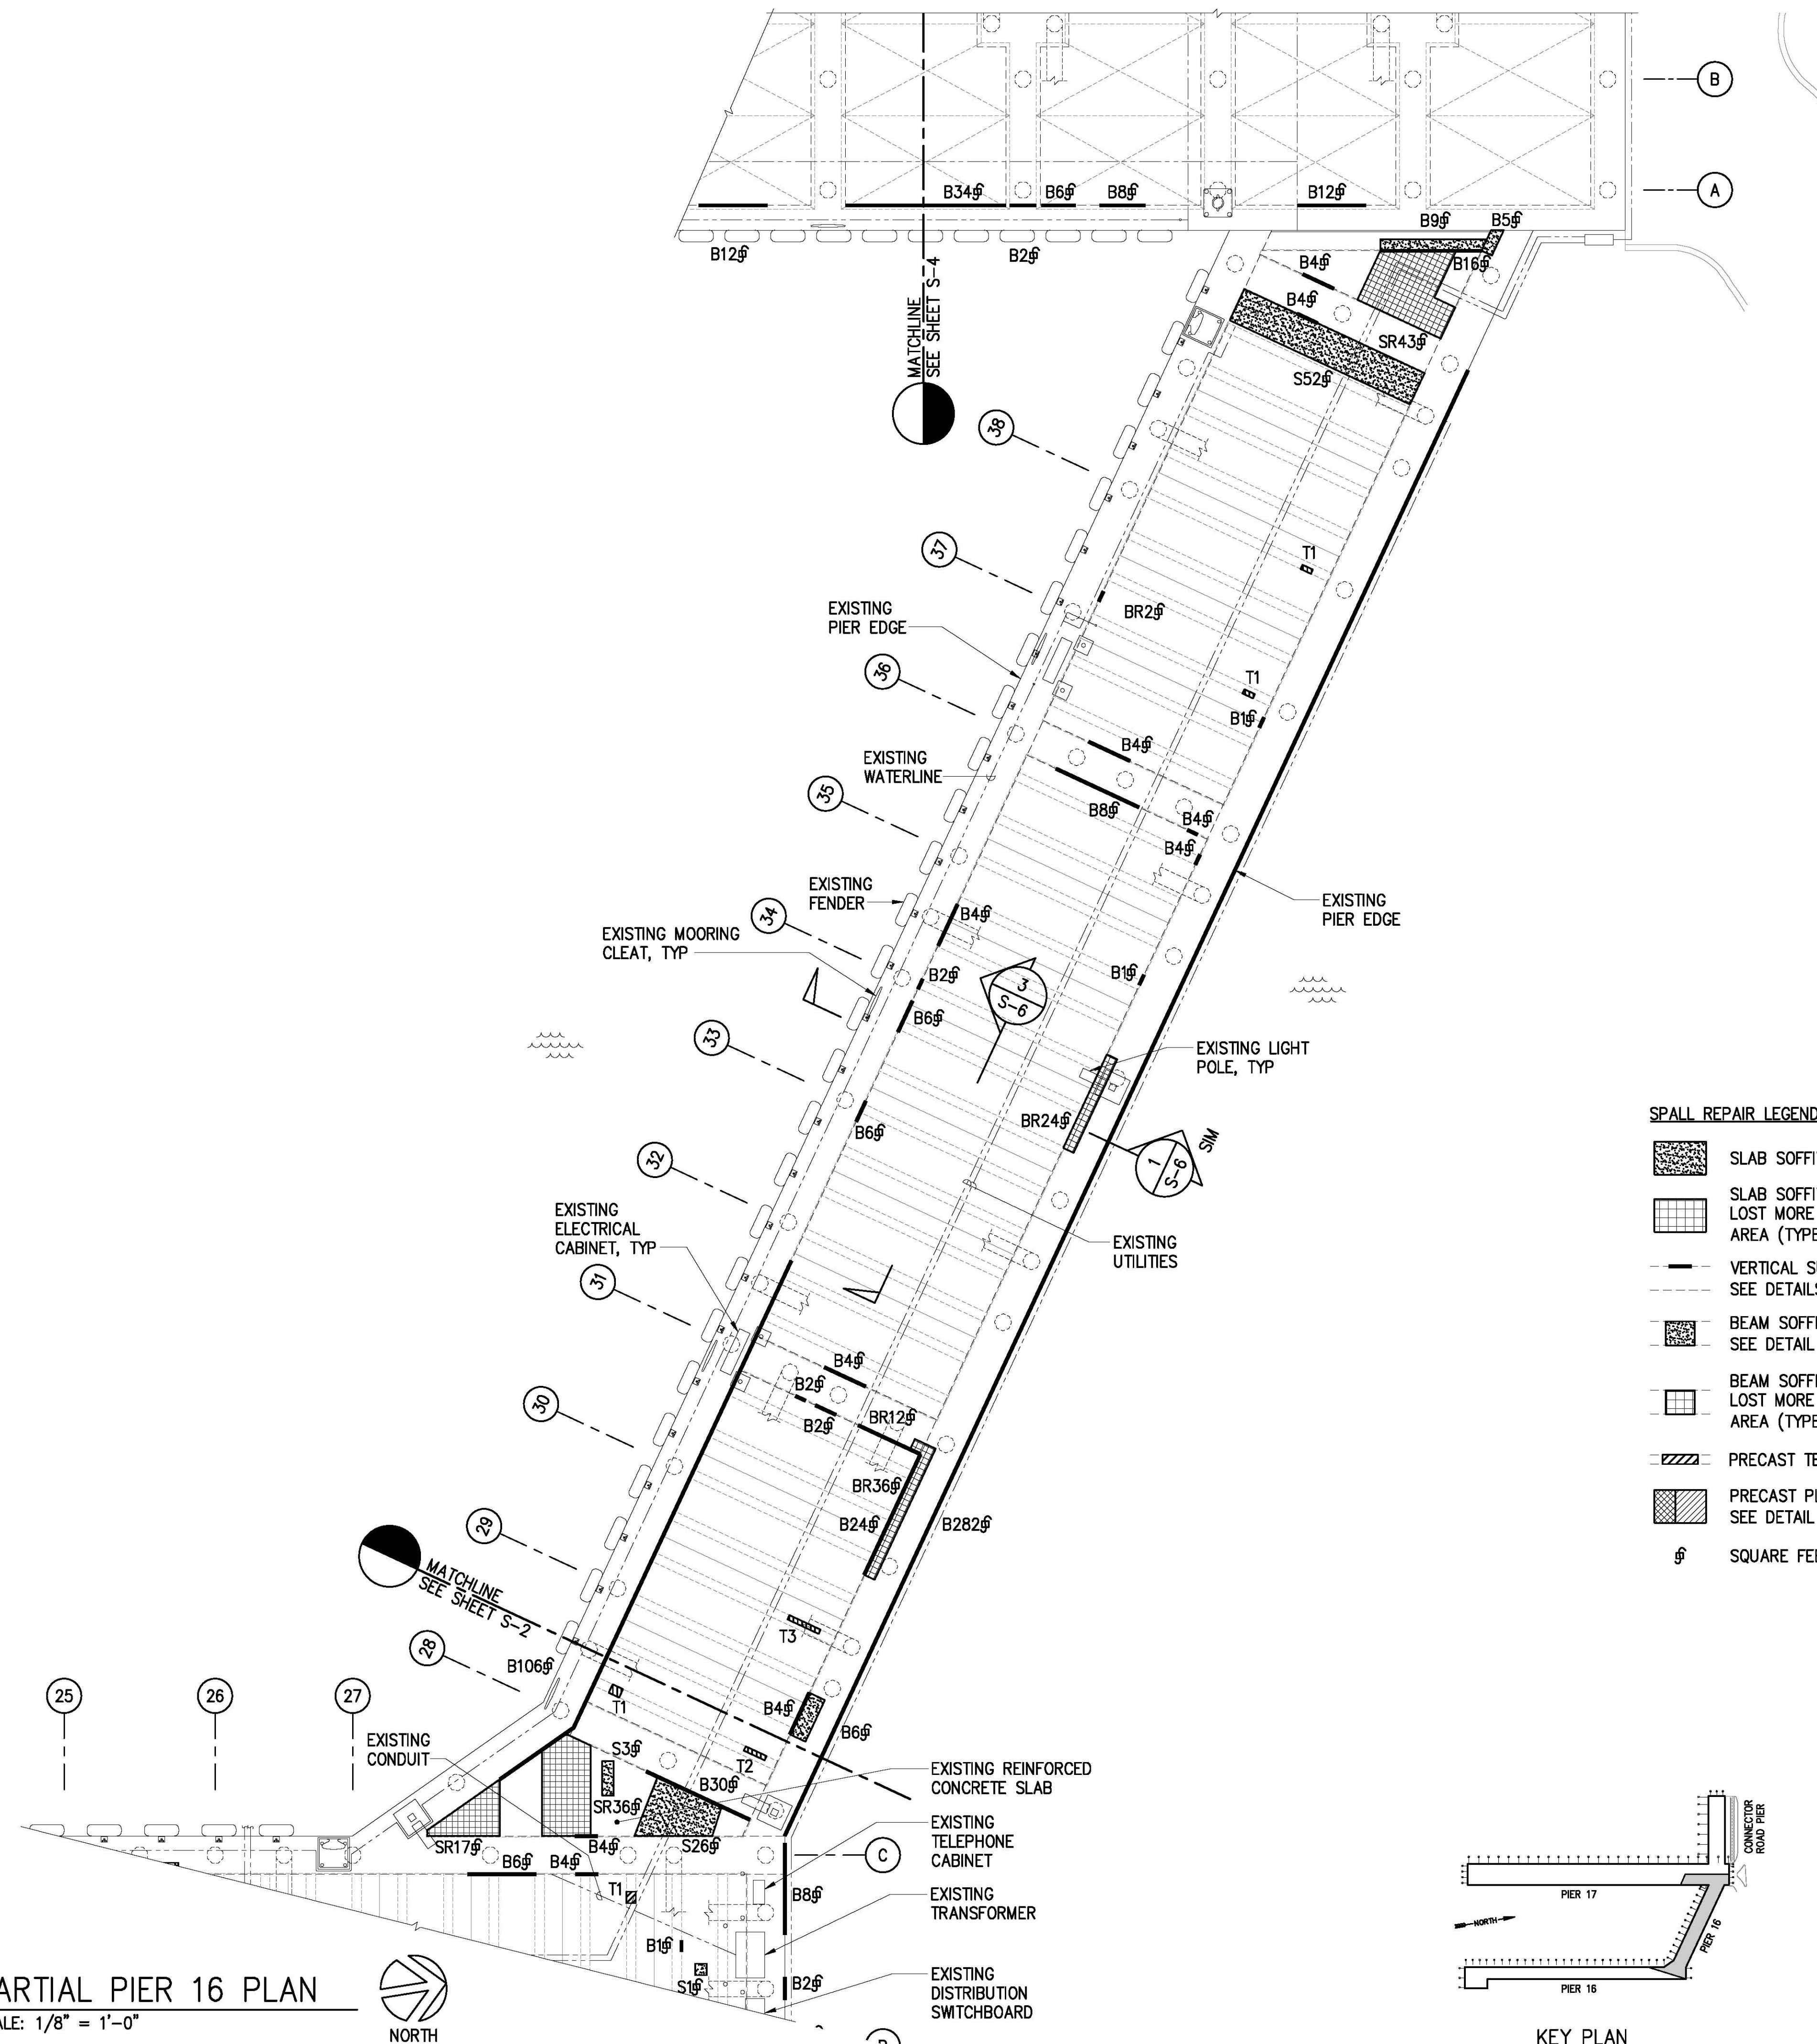 B
B34␢ B6␢ B8␢ B12␢
A
B9␢ B5␢
B12␢ B2␢
B4␢ B16␢
B4␢
MATCHLINE
SEE SHEET S-4
SR43␢
S52␢
38
37
T1
EXISTING
PIER EDGE
BR2␢
36
T1
B1␢
B4␢
EXISTING
WATERLINE
35
B8␢
B4␢
B4␢
EXISTING
FENDER
EXISTING
PIER EDGE
34
B4␢
EXISTING MOORING
CLEAT, TYP
B2␢
B1␢
3
S-6
B6␢
33
EXISTING LIGHT
POLE, TYP
BR24␢
B6␢
SPALL REPAIR LEGEND
SLAB SOFFI
SLAB SOFFI
LOST MORE
AREA (TYPE
VERTICAL S
SEE DETAILS
BEAM SOFFI
SEE DETAIL
BEAM SOFFI
LOST MORE
AREA (TYPE
PRECAST TE
PRECAST PL
SEE DETAIL
␢ SQUARE FEE
1
S-6
SIM
32
EXISTING
ELECTRICAL
CABINET, TYP
EXISTING
UTILITIES
31
B4␢
B2␢
B2␢
BR12␢
30
BR36␢
B24␢
B282␢
29
MATCHLINE
SEE SHEET S-2
T3
28
B106␢
25
26
27
T1
B4␢
B6␢
EXISTING
CONDUIT
S3␢
T2
B30␢
EXISTING REINFORCED
CONCRETE SLAB
SR36␢
SR17␢
B4␢
S26␢
EXISTING
TELEPHONE
CABINET
C
B6␢
B4␢
T1
B8␢
EXISTING
TRANSFORMER
B1␢
S1␢
B2␢
EXISTING
DISTRIBUTION
SWITCHBOARD
ARTIAL PIER 16 PLAN
ALE: 1/8" = 1'-0"
NORTH
CONNECTOR
ROAD PIER
PIER 17
NORTH
PIER 16
PIER 16
KEY PLAN